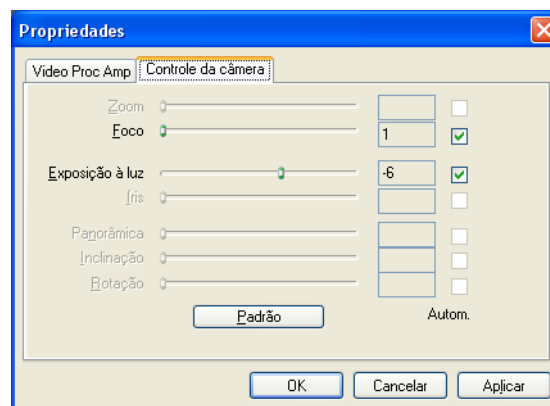 Propriedades
Video Proc Amp Controle da câmera
Zoom
Foco 1
Exposição à luz -6
Íris
Panorâmica
Inclinação
Rotação
Padrão Autom.
OK Cancelar Aplicar